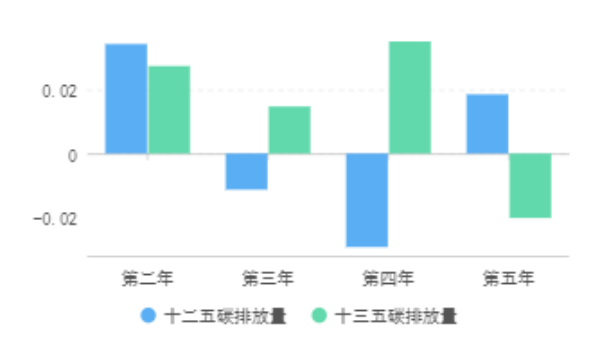 0.02
0
-0.02
第二年 第三年 第四年 第五年
十二五碳排放量 十三五碳排放量